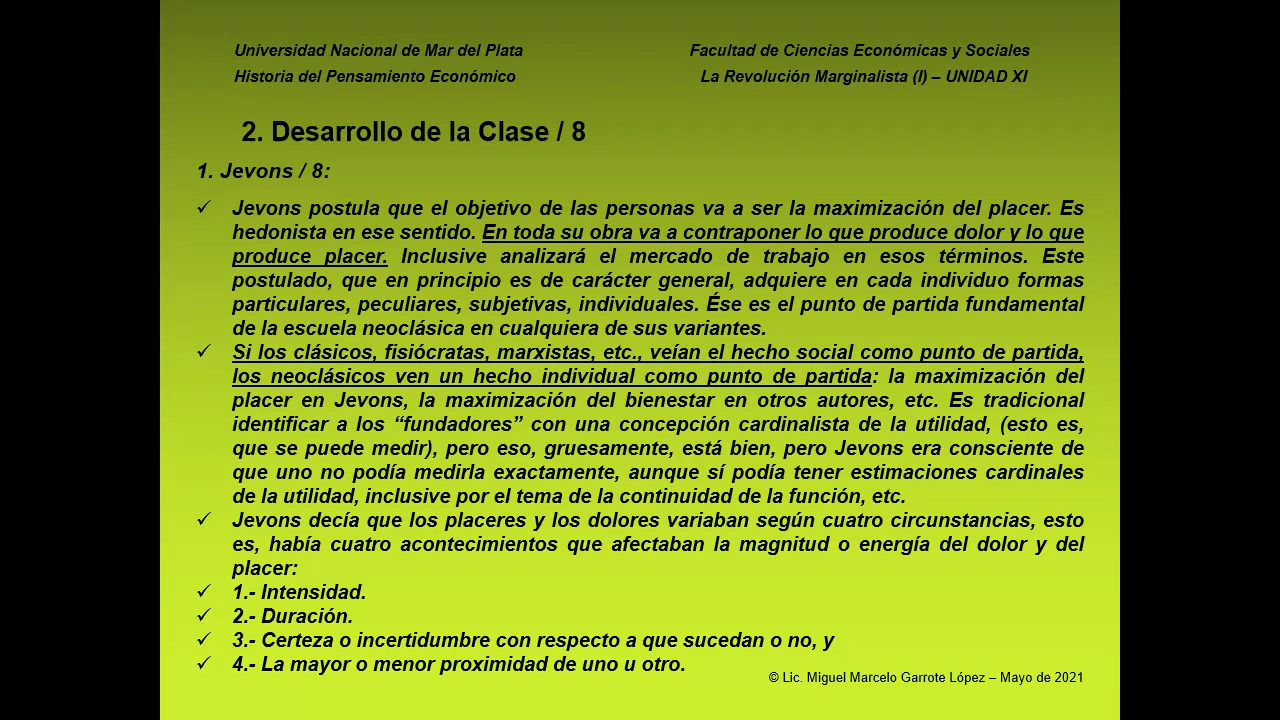 Universidad Nacional de Mar del Plata
Facultad de Ciencias Económicas y Sociales
Historia del Pensamiento Económico
La Revolución Marginalista (I) – UNIDAD XI
2. Desarrollo de la Clase / 8
1. Jevons / 8:
✓ Jevons postula que el objetivo de las personas va a ser la maximización del placer. Es
hedonista en ese sentido. En toda su obra va a contraponer lo que produce dolor y lo que
produce placer. Inclusive analizará el mercado de trabajo en esos términos. Este
postulado, que en principio es de carácter general, adquiere en cada individuo formas
particulares, peculiares, subjetivas, individuales. Ése es el punto de partida fundamental
de la escuela neoclásica en cualquiera de sus variantes.
✓ Si los clásicos, fisiócratas, marxistas, etc., veían el hecho social como punto de partida,
los neoclásicos ven un hecho individual como punto de partida: la maximización del
placer en Jevons, la maximización del bienestar en otros autores, etc. Es tradicional
identificar a los “fundadores” con una concepción cardinalista de la utilidad, (esto es,
que se puede medir), pero eso, gruesamente, está bien, pero Jevons era consciente de
que uno no podía medirla exactamente, aunque sí podía tener estimaciones cardinales
de la utilidad, inclusive por el tema de la continuidad de la función, etc.
✓ Jevons decía que los placeres y los dolores variaban según cuatro circunstancias, esto
es, había cuatro acontecimientos que afectaban la magnitud o energía del dolor y del
placer:
✓ 1.- Intensidad.
✓ 2.- Duración.
✓ 3.- Certeza o incertidumbre con respecto a que sucedan o no, y
✓ 4.- La mayor o menor proximidad de uno u otro.
© Lic. Miguel Marcelo Garrote López – Mayo de 2021